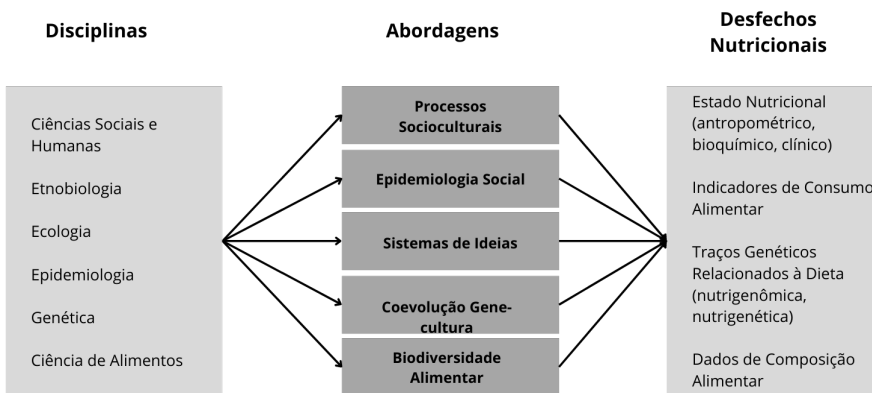 Disciplinas
Abordagens
Desfechos
Nutricionais
Ciências Sociais e
Humanas
Etnobiologia
Ecologia
Epidemiologia
Genética
Ciência de Alimentos
Processos
Socioculturais
Epidemiologia Social
Sistemas de Ideias
Coevolução Gene-
cultura
Biodiversidade
Alimentar
Estado Nutricional
(antropométrico,
bioquímico, clínico)
Indicadores de Consumo
Alimentar
Traços Genéticos
Relacionados à Dieta
(nutrigenômica,
nutrigenética)
Dados de Composição
Alimentar